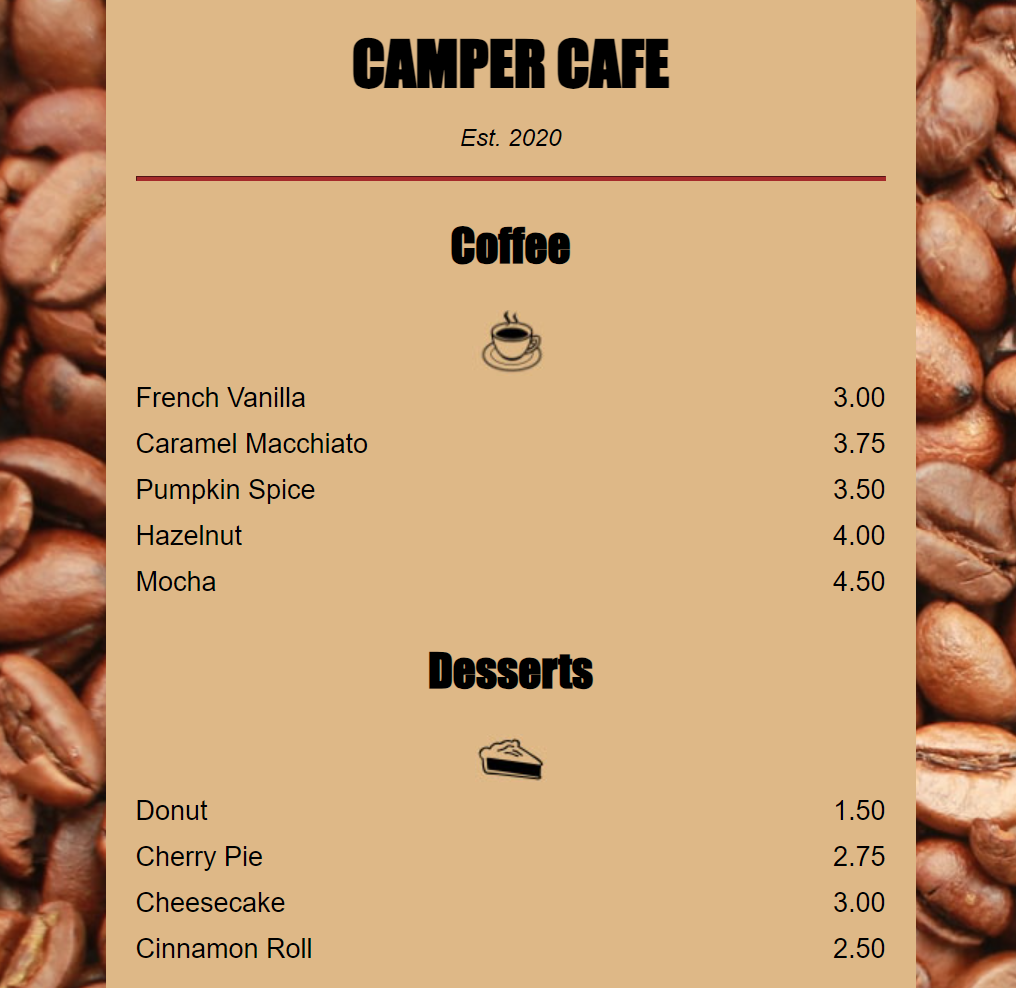 CAMPER CAFE
Est. 2020
Coffee
French Vanilla 3.00
Caramel Macchiato 3.75
Pumpkin Spice 3.50
Hazelnut 4.00
Mocha 4.50
Desserts
Donut 1.50
Cherry Pie 2.75
Cheesecake 3.00
Cinnamon Roll 2.50